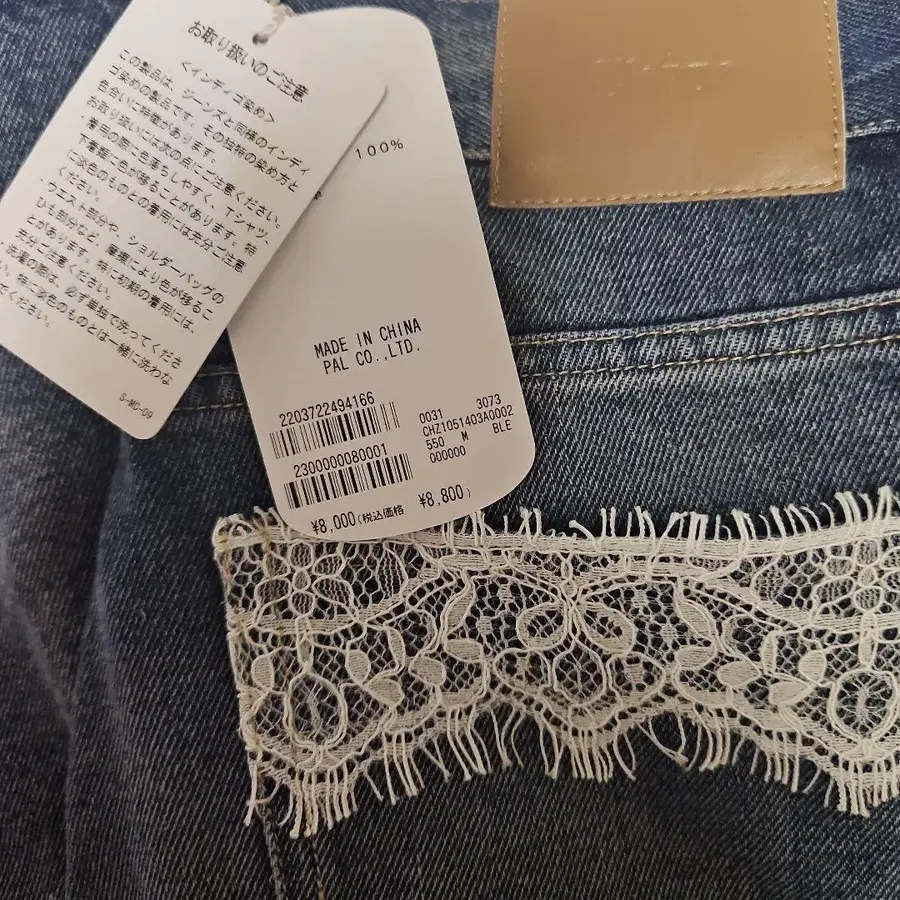 お取り扱いのご注意
<インディゴ染め>
この製品は、ジーンズと同様のインディ
ゴ染めの製品です。その独特の染め方と
色合いに特徴があります。
お取り扱いには次の点にご注意ください。
・着用の際に色落ちしやすく、Tシャツ、
下着類に色が移ることがあります。特
に淡色のものとの着用には充分ご注意
ください。
・ウエスト部分や、ショルダーバッグの
ひも部分など、摩擦により色が移るこ
とがあります。特に初期の着用には、
充分ご注意ください。
洗濯の際は、必ず単独で洗ってくださ
い。特に淡色のものとは一緒に洗わな
でください。
S-MC-09
100%
MADE IN CHINA
PAL CO.,LTD.
2203722494166
2300000080001
0031 3073
CHZ1051403A0002
550 M BLE
000000
¥8,000(税込価格 ¥8,800)